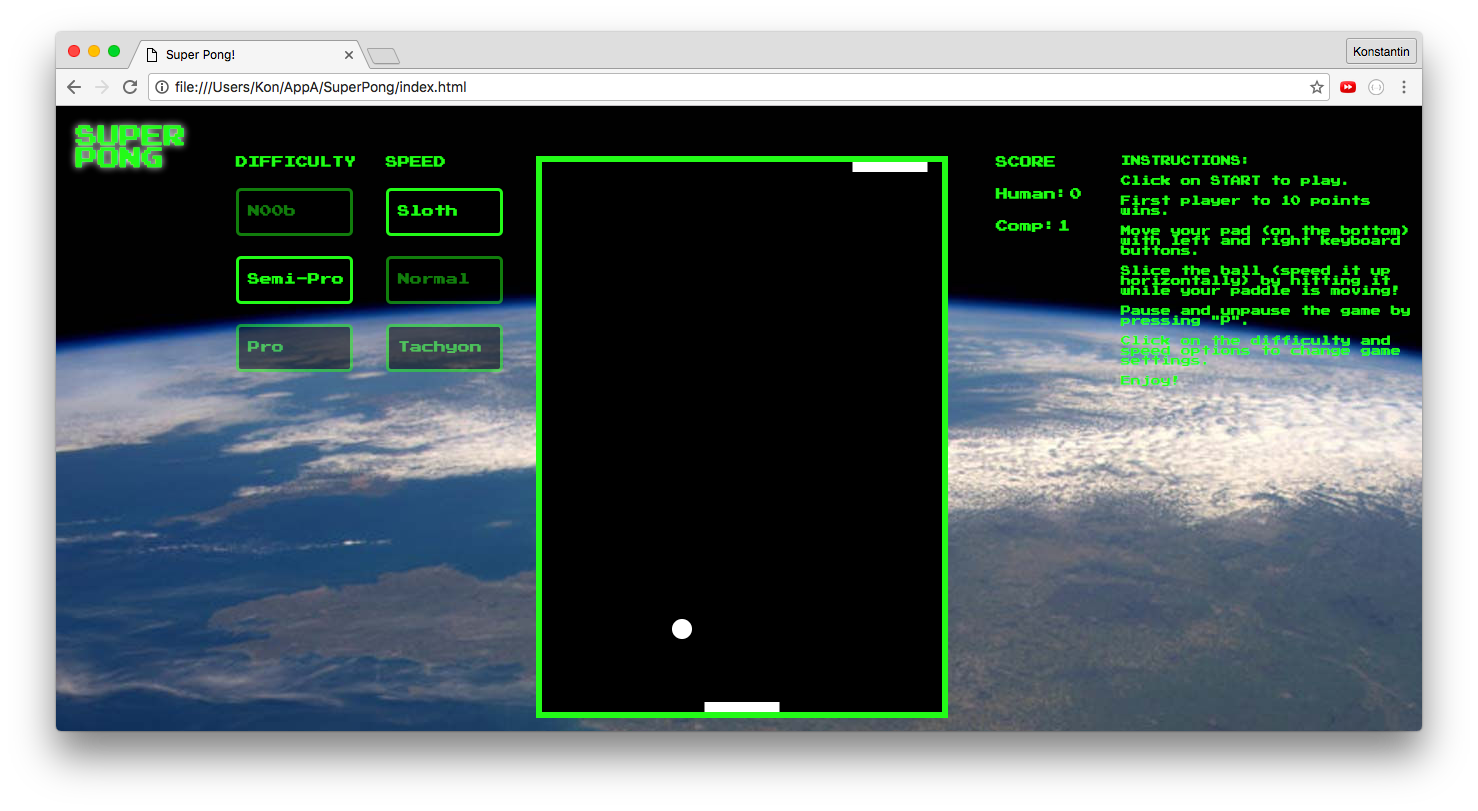 Super Pong!
Konstantin
file:///Users/Kon/AppA/SuperPong/index.html
SUPER
PONG
DIFFICULTY
N00b
Semi-Pro
Pro
SPEED
Sloth
Normal
Tachyon
SCORE
Human: 0
Comp: 1
INSTRUCTIONS:
Click on START to play.
First player to 10 points
wins.
Move your pad (on the bottom)
with left and right keyboard
buttons.
Slice the ball (speed it up
horizontally) by hitting it
while your paddle is moving!
Pause and unpause the game by
pressing "P".
Click on the difficulty and
speed options to change game
settings.
Enjoy!